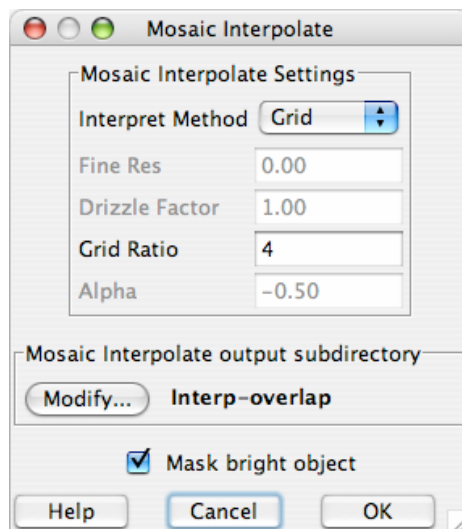 Mosaic Interpolate
Mosaic Interpolate Settings
Interpret Method Grid
Fine Res 0.00
Drizzle Factor 1.00
Grid Ratio 4
Alpha -0.50
Mosaic Interpolate output subdirectory
Modify... Interp-overlap
Mask bright object
Help Cancel OK